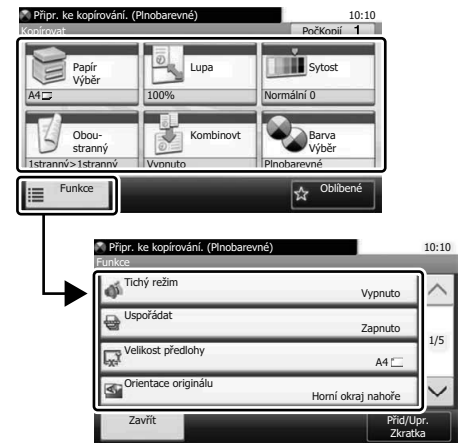 Připr. ke kopírování. (Plnobarevné) 10:10
Kopírovat PočKopií 1
Papír
Výběr
A4
Lupa
100%
Sytost
Normální 0
Obou-
stranný
1stranný>1stranný
Kombinovt
Vypnuto
Barva
Výběr
Plnobarevné
Funkce
Oblíbené
Připr. ke kopírování. (Plnobarevné) 10:10
Funkce
Tichý režim
Vypnuto
Uspořádat
Zapnuto
1/5
Velikost předlohy
A4
Orientace originálu
Horní okraj nahoře
Zavřít
Přid/Upr.
Zkratka